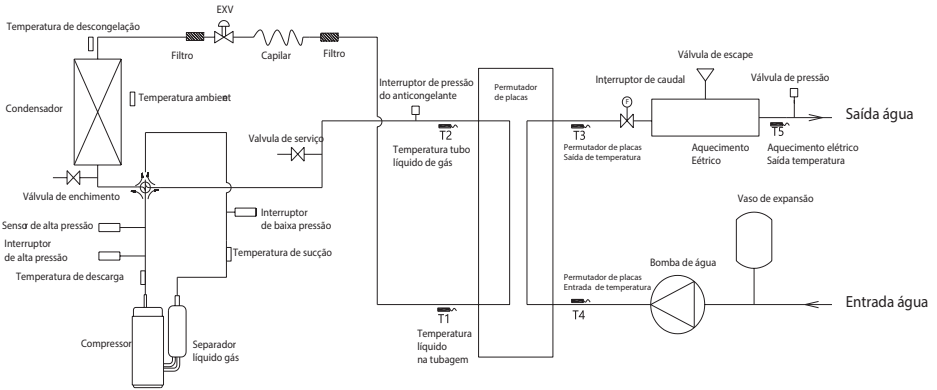 EXV
Temperatura de descongelação
Filtro
Capilar
Filtro
Condensador
Temperatura ambient
Interruptor de pressão
do anticongelante
Permutador
de placas
Interruptor de caudal
Válvula de escape
Válvula de pressão
Saída água
Valvula de serviço
T2
Temperatura tubo
líquido de gás
T3
Permutador de placas
Saída de temperatura
F
Aquecimento
Eétrico
T5
Aquecimento elétrico
Saída temperatura
Válvula de enchimento
Sensor de alta pressão
Interruptor
de alta pressão
Temperatura de descarga
Interruptor
de baixa pressão
Temperatura de sucção
Vaso de expansão
Bomba de água
Permutador de placas
Entrada de temperatura
T4
Entrada água
T1
Temperatura
líquido
na tubagem
Compressor
Separador
líquido gás